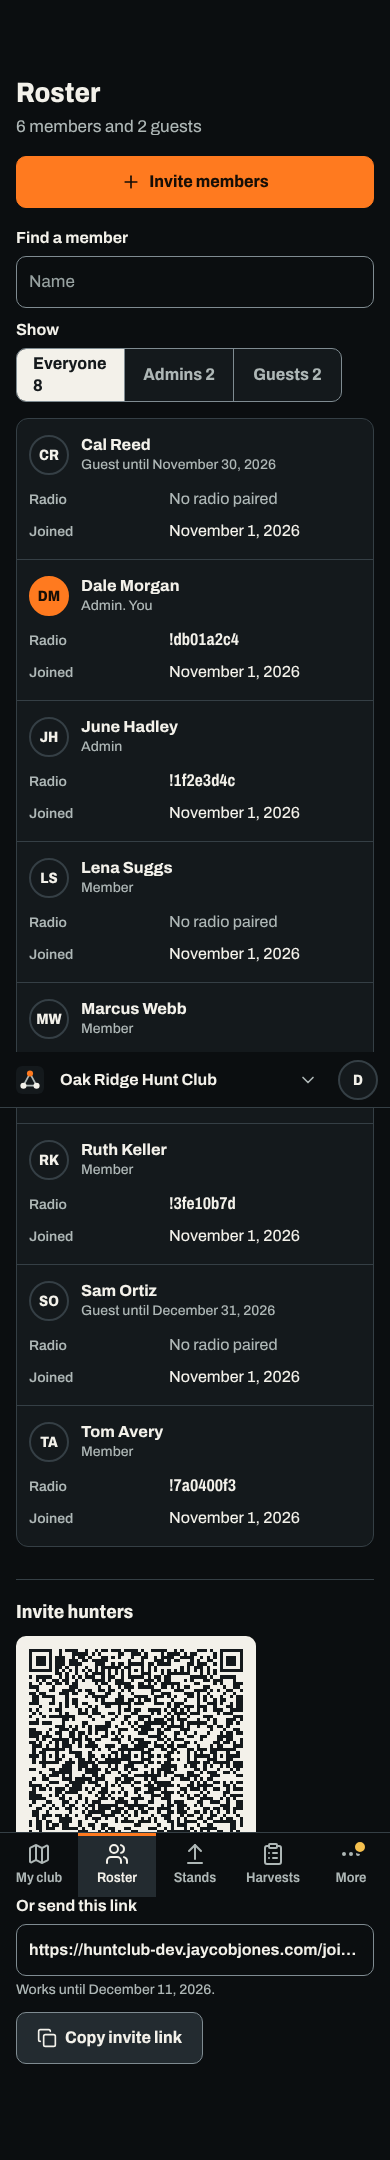 Roster
6 members and 2 guests
Invite members
Find a member
Name
Show
Everyone
8
Admins 2
Guests 2
CR
Cal Reed
Guest until November 30, 2026
Radio
No radio paired
Joined
November 1, 2026
DM
Dale Morgan
Admin. You
Radio
!db01a2c4
Joined
November 1, 2026
JH
June Hadley
Admin
Radio
!1f2e3d4c
Joined
November 1, 2026
LS
Lena Suggs
Member
Radio
No radio paired
Joined
November 1, 2026
MW
Marcus Webb
Member
Oak Ridge Hunt Club
D
RK
Ruth Keller
Member
Radio
!3fe10b7d
Joined
November 1, 2026
SO
Sam Ortiz
Guest until December 31, 2026
Radio
No radio paired
Joined
November 1, 2026
TA
Tom Avery
Member
Radio
!7a0400f3
Joined
November 1, 2026
Invite hunters
My club
Roster
Stands
Harvests
More
Or send this link
https://huntclub-dev.jaycobjones.com/joi...
Works until December 11, 2026.
Copy invite link